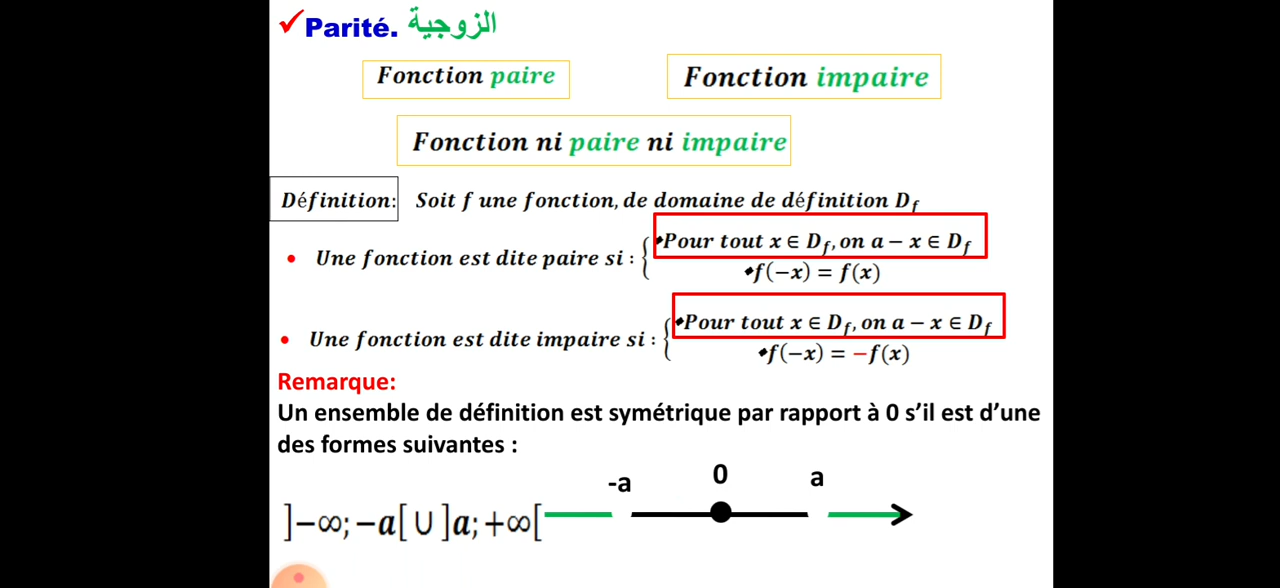 ✓Parité. الزوجية
Fonction paire
Fonction impaire
Fonction ni paire ni impaire
Définition: Soit f une fonction, de domaine de définition D_f
• Une fonction est dite paire si : { ◆Pour tout x ∈ D_f, on a − x ∈ D_f
◆f(−x) = f(x)
• Une fonction est dite impaire si : { ◆Pour tout x ∈ D_f, on a − x ∈ D_f
◆f(−x) = −f(x)
Remarque:
Un ensemble de définition est symétrique par rapport à 0 s’il est d’une
des formes suivantes :
-a 0 a
]−∞; −a[ ∪ ]a; +∞[